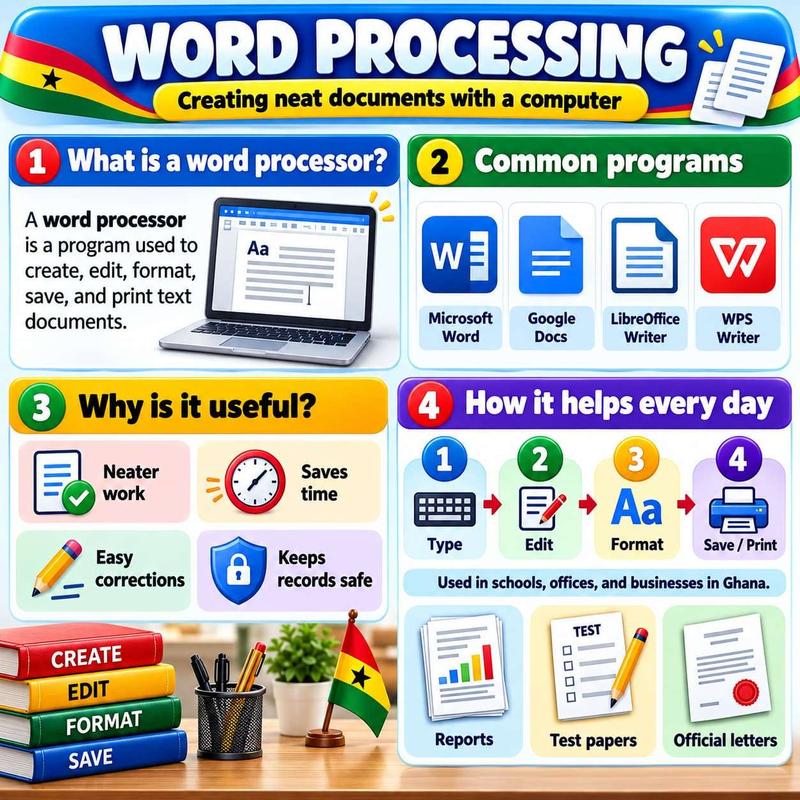 WORD PROCESSING
Creating neat documents with a computer
1 What is a word processor?
A word processor
is a program used to
create, edit, format,
save, and print text
documents.
Aa
2 Common programs
W
Microsoft
Word
Google
Docs
LibreOffice
Writer
W
WPS
Writer
3 Why is it useful?
Neater
work
Saves
time
Easy
corrections
Keeps
records safe
4 How it helps every day
1
2
3
4
Aa
Type
Edit
Format
Save / Print
Used in schools, offices, and businesses in Ghana.
TEST
Reports
Test papers
Official letters
CREATE
EDIT
FORMAT
SAVE